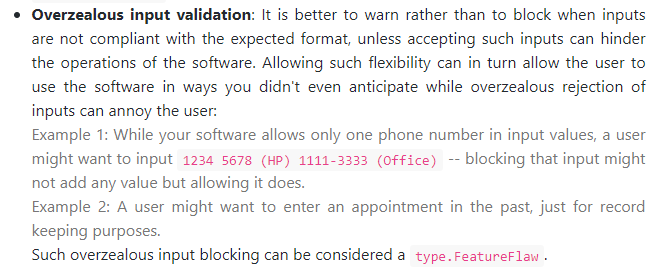 • Overzealous input validation: It is better to warn rather than to block when inputs
are not compliant with the expected format, unless accepting such inputs can hinder
the operations of the software. Allowing such flexibility can in turn allow the user to
use the software in ways you didn't even anticipate while overzealous rejection of
inputs can annoy the user:
Example 1: While your software allows only one phone number in input values, a user
might want to input 1234 5678 (HP) 1111-3333 (Office) -- blocking that input might
not add any value but allowing it does.
Example 2: A user might want to enter an appointment in the past, just for record
keeping purposes.
Such overzealous input blocking can be considered a type.FeatureFlaw.